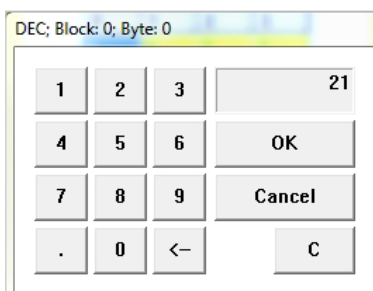 DEC; Block: 0; Byte: 0
1 2 3 21
4 5 6 OK
7 8 9 Cancel
. 0 <- C